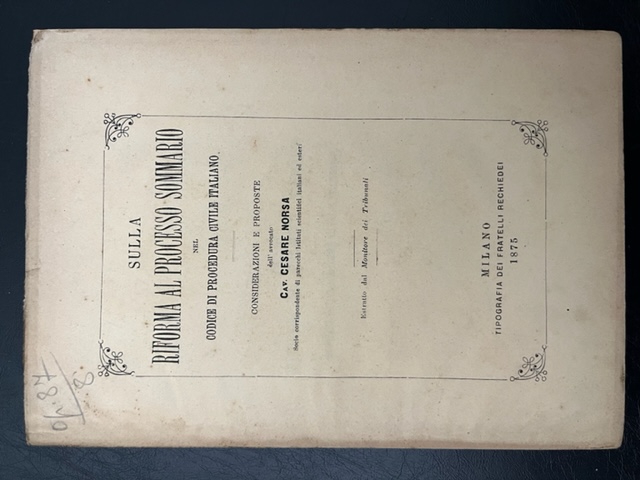 SULLA
RIFORMA AL PROCESSO SOMMARIO
NEL
CODICE DI PROCEDURA CIVILE ITALIANO
CONSIDERAZIONI E PROPOSTE
dell' avvocato
CAV. CESARE NORSA
Socio corrispondente di parecchi Istituti scientifici italiani ed esteri
Estratto dal Monitore dei Tribunali
MILANO
TIPOGRAFIA DEI FRATELLI RECHIEDEI
1875